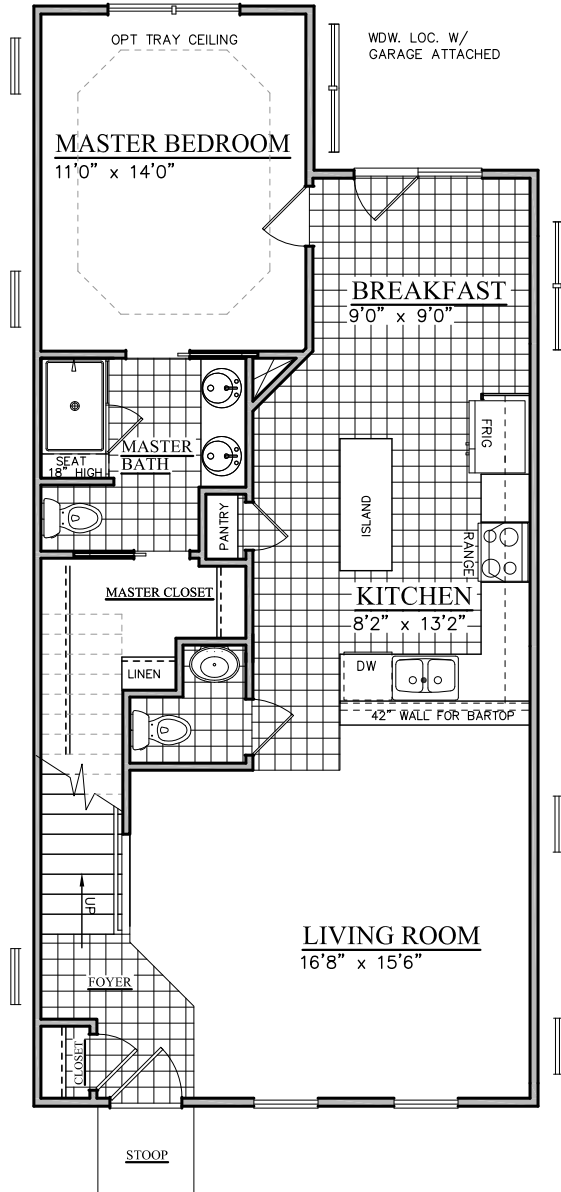 OPT TRAY CEILING
WDW. LOC. W/
GARAGE ATTACHED
MASTER BEDROOM
11'0" x 14'0"
BREAKFAST
9'0" x 9'0"
FRIG
MASTER
BATH
SEAT
18" HIGH
PANTRY
ISLAND
RANGE
MASTER CLOSET
KITCHEN
8'2" x 13'2"
LINEN
DW
42" WALL FOR BARTOP
UP
LIVING ROOM
16'8" x 15'6"
FOYER
CLOSET
STOOP